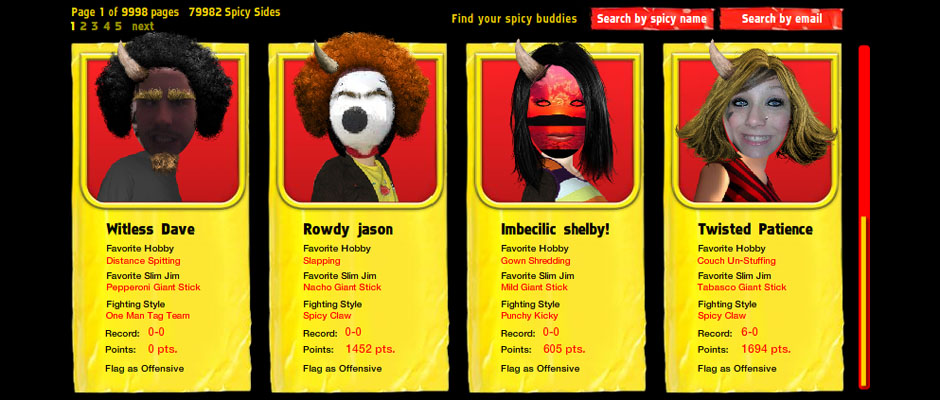 Page 1 of 9998 pages 79982 Spicy Sides
1 2 3 4 5 next
Find your spicy buddies
Search by spicy name
Search by email
Witless Dave
Favorite Hobby
Distance Spitting
Favorite Slim Jim
Pepperoni Giant Stick
Fighting Style
One Man Tag Team
Record: 0-0
Points: 0 pts.
Flag as Offensive
Rowdy jason
Favorite Hobby
Slapping
Favorite Slim Jim
Nacho Giant Stick
Fighting Style
Spicy Claw
Record: 0-0
Points: 1452 pts.
Flag as Offensive
Imbecilic shelby!
Favorite Hobby
Gown Shredding
Favorite Slim Jim
Mild Giant Stick
Fighting Style
Punchy Kicky
Record: 0-0
Points: 605 pts.
Flag as Offensive
Twisted Patience
Favorite Hobby
Couch Un-Stuffing
Favorite Slim Jim
Tabasco Giant Stick
Fighting Style
Spicy Claw
Record: 6-0
Points: 1694 pts.
Flag as Offensive